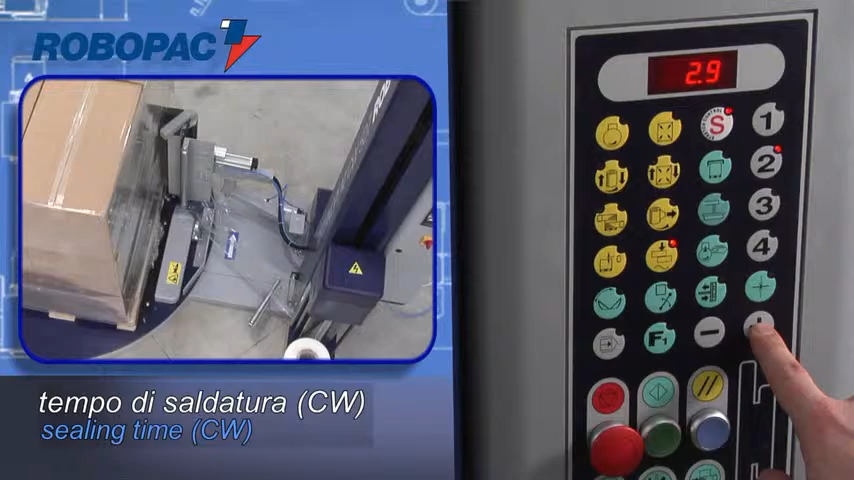 ROBOPAC
tempo di saldatura (CW)
sealing time (CW)
2.9
S
1
2
3
4
F1